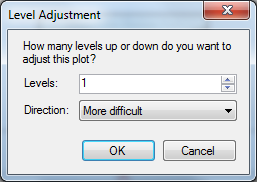 Level Adjustment
How many levels up or down do you want to
adjust this plot?
Levels: 1
Direction: More difficult
OK Cancel